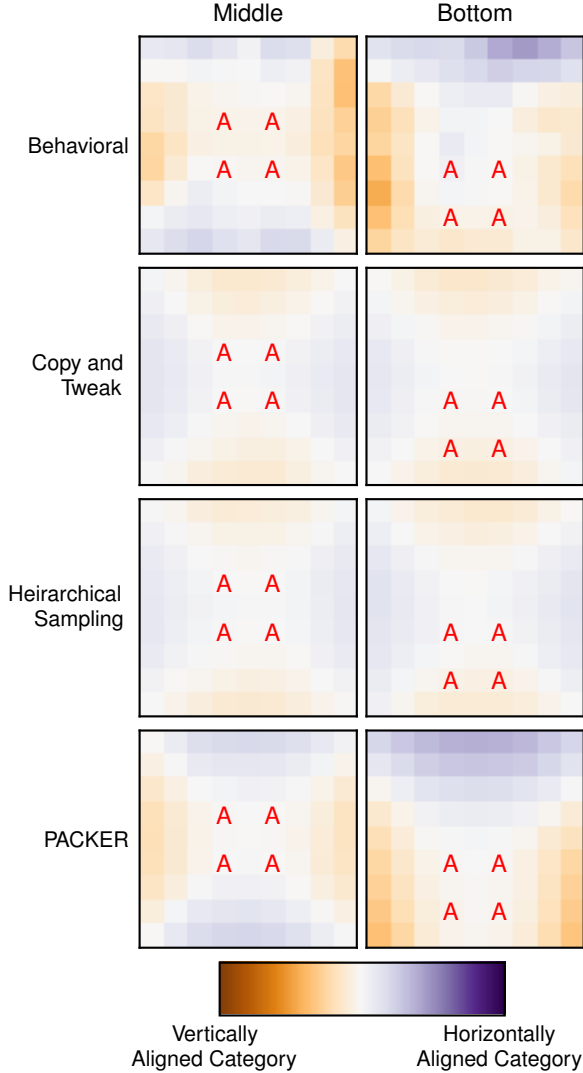 Middle
Bottom
Behavioral
A A
A A
A A
A A
Copy and
Tweak
A A
A A
A A
A A
Heirarchical
Sampling
A A
A A
A A
A A
PACKER
A A
A A
A A
A A
Vertically
Aligned Category
Horizontally
Aligned Category